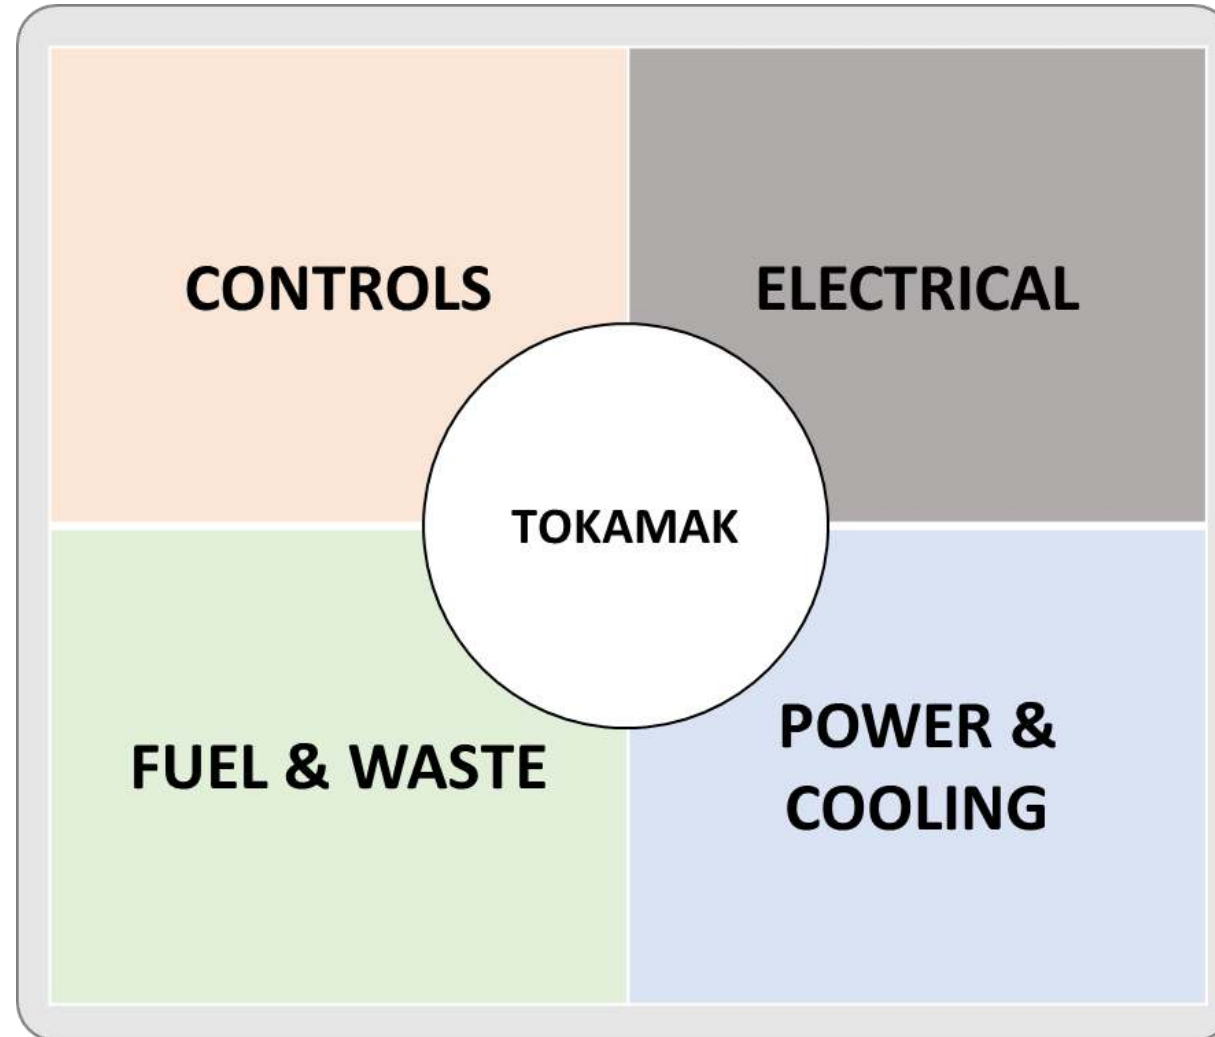 CONTROLS
ELECTRICAL
TOKAMAK
FUEL & WASTE
POWER &
COOLING